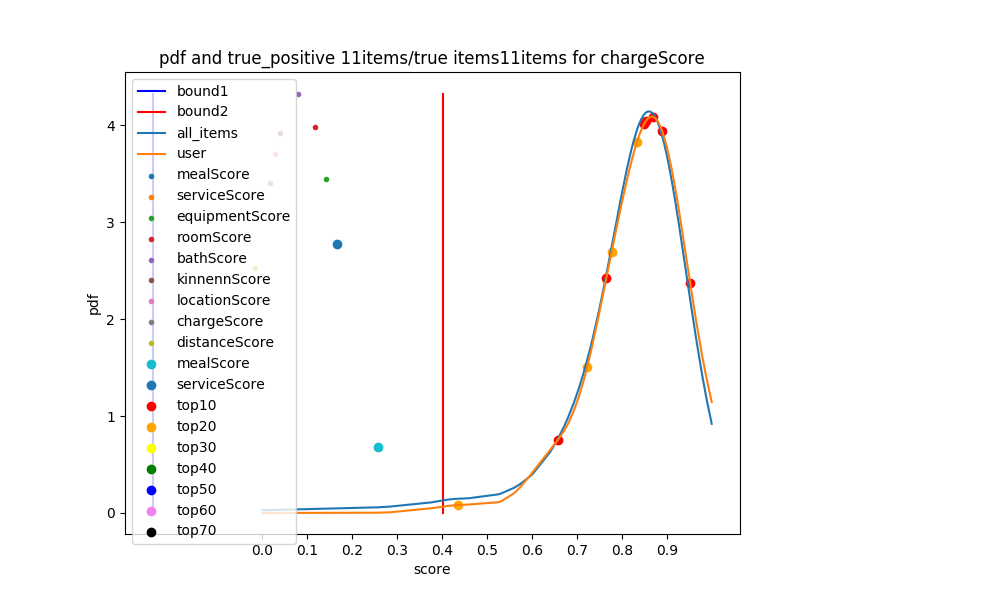 pdf and true_positive 11items/true items11items for chargeScore
bound1
bound2
all_items
user
mealScore
serviceScore
equipmentScore
roomScore
bathScore
kinnennScore
locationScore
chargeScore
distanceScore
mealScore
serviceScore
top10
top20
top30
top40
top50
top60
top70
pdf
4
3
2
1
0
0.0 0.1 0.2 0.3 0.4 0.5 0.6 0.7 0.8 0.9
score